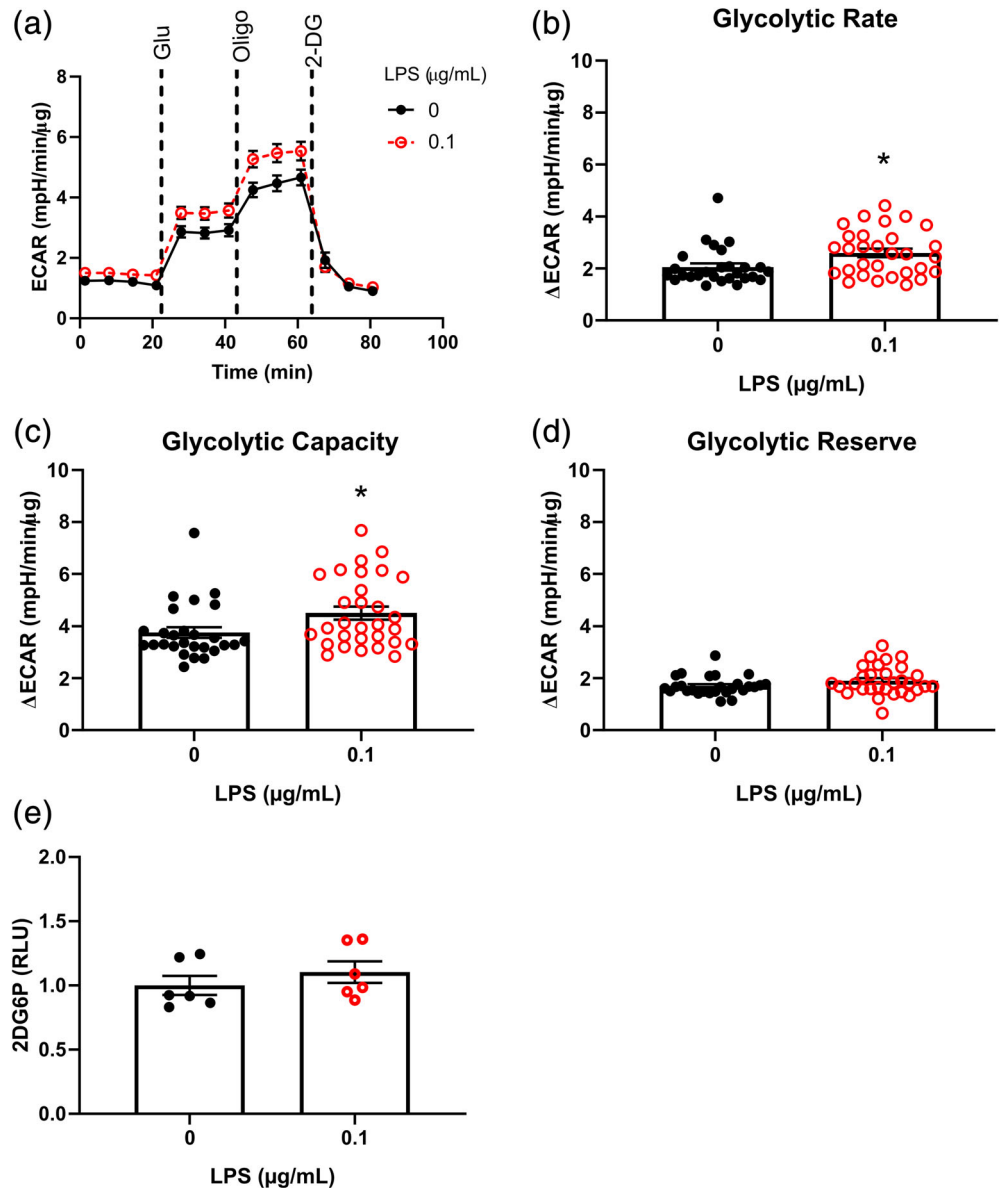 (a)
Glu
Oligo
2-DG
LPS (μg/mL)
0
0.1
8
6
4
2
0
ECAR (mpH/min/μg)
0
20
40
60
80
100
Time (min)
(b)
Glycolytic Rate
10
8
6
4
2
0
ΔECAR (mpH/min/μg)
*
0
0.1
LPS (μg/mL)
(c)
Glycolytic Capacity
10
8
6
4
2
0
ΔECAR (mpH/min/μg)
*
0
0.1
LPS (μg/mL)
(d)
Glycolytic Reserve
10
8
6
4
2
0
ΔECAR (mpH/min/μg)
0
0.1
LPS (μg/mL)
(e)
2.0
1.5
1.0
0.5
0.0
2DG6P (RLU)
0
0.1
LPS (μg/mL)